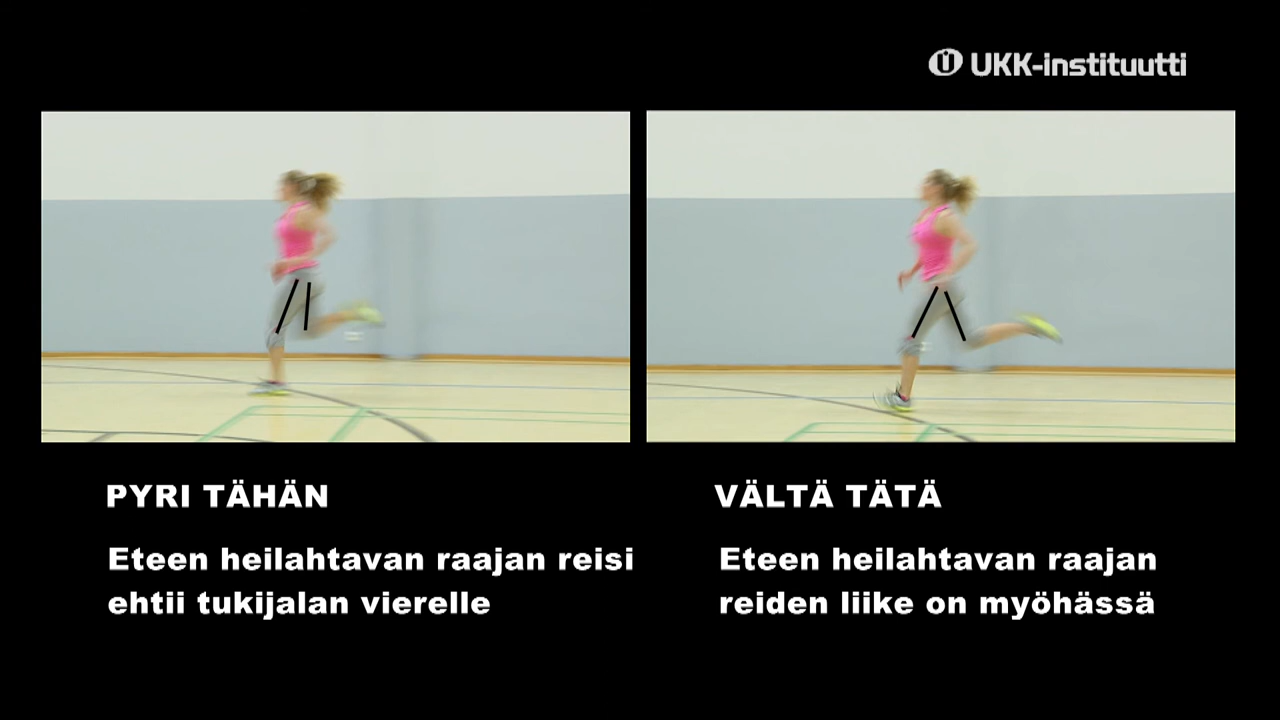 UKK-instituutti
PYRI TÄHÄN
Eteen heilahtavan raajan reisi
ehtii tukijalan vierelle
VÄLTÄ TÄTÄ
Eteen heilahtavan raajan
reiden liike on myöhässä